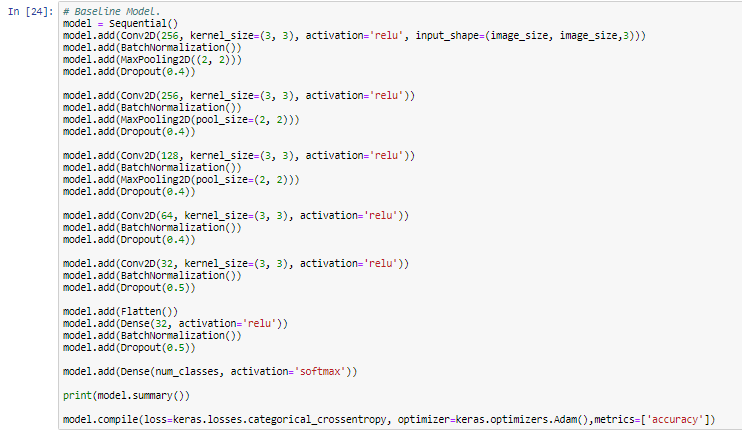 In [24]: # Baseline Model.
model = Sequential()
model.add(Conv2D(256, kernel_size=(3, 3), activation='relu', input_shape=(image_size, image_size,3)))
model.add(BatchNormalization())
model.add(MaxPooling2D((2, 2)))
model.add(Dropout(0.4))

model.add(Conv2D(256, kernel_size=(3, 3), activation='relu'))
model.add(BatchNormalization())
model.add(MaxPooling2D(pool_size=(2, 2)))
model.add(Dropout(0.4))

model.add(Conv2D(128, kernel_size=(3, 3), activation='relu'))
model.add(BatchNormalization())
model.add(MaxPooling2D(pool_size=(2, 2)))
model.add(Dropout(0.4))

model.add(Conv2D(64, kernel_size=(3, 3), activation='relu'))
model.add(BatchNormalization())
model.add(Dropout(0.4))

model.add(Conv2D(32, kernel_size=(3, 3), activation='relu'))
model.add(BatchNormalization())
model.add(Dropout(0.5))

model.add(Flatten())
model.add(Dense(32, activation='relu'))
model.add(BatchNormalization())
model.add(Dropout(0.5))

model.add(Dense(num_classes, activation='softmax'))

print(model.summary())

model.compile(loss=keras.losses.categorical_crossentropy, optimizer=keras.optimizers.Adam(),metrics=['accuracy'])